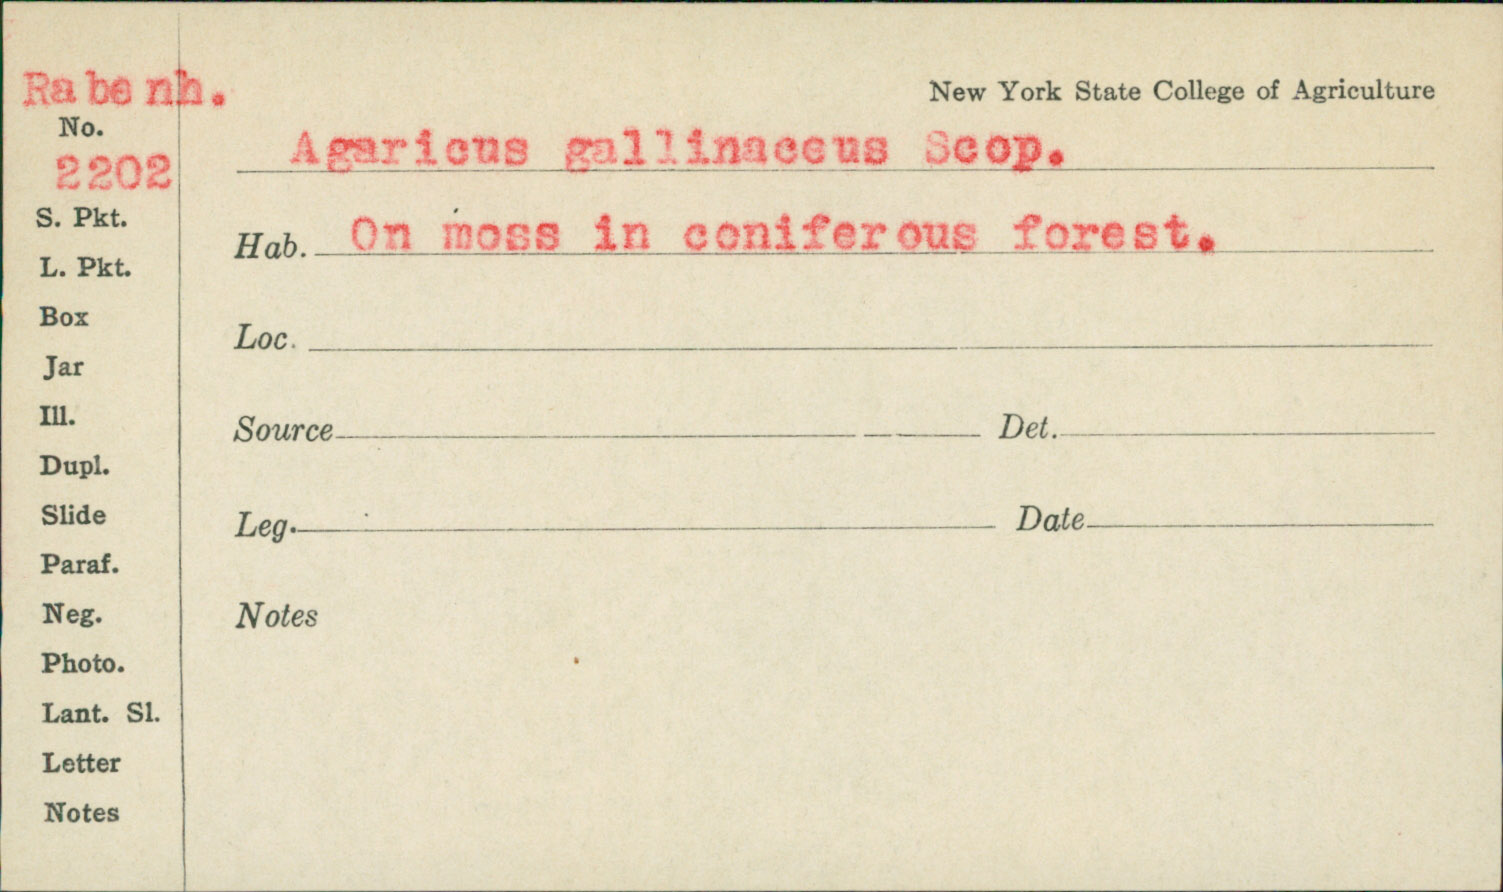 Rabenh.
New York State College of Agriculture
No.
2202
Agaricus gallinaceus Scop.
S. Pkt.
Hab. On moss in coniferous forest.
L. Pkt.
Box
Loc.
Jar
Ill.
Source Det.
Dupl.
Slide
Leg. Date
Paraf.
Neg.
Notes
Photo.
Lant. Sl.
Letter
Notes